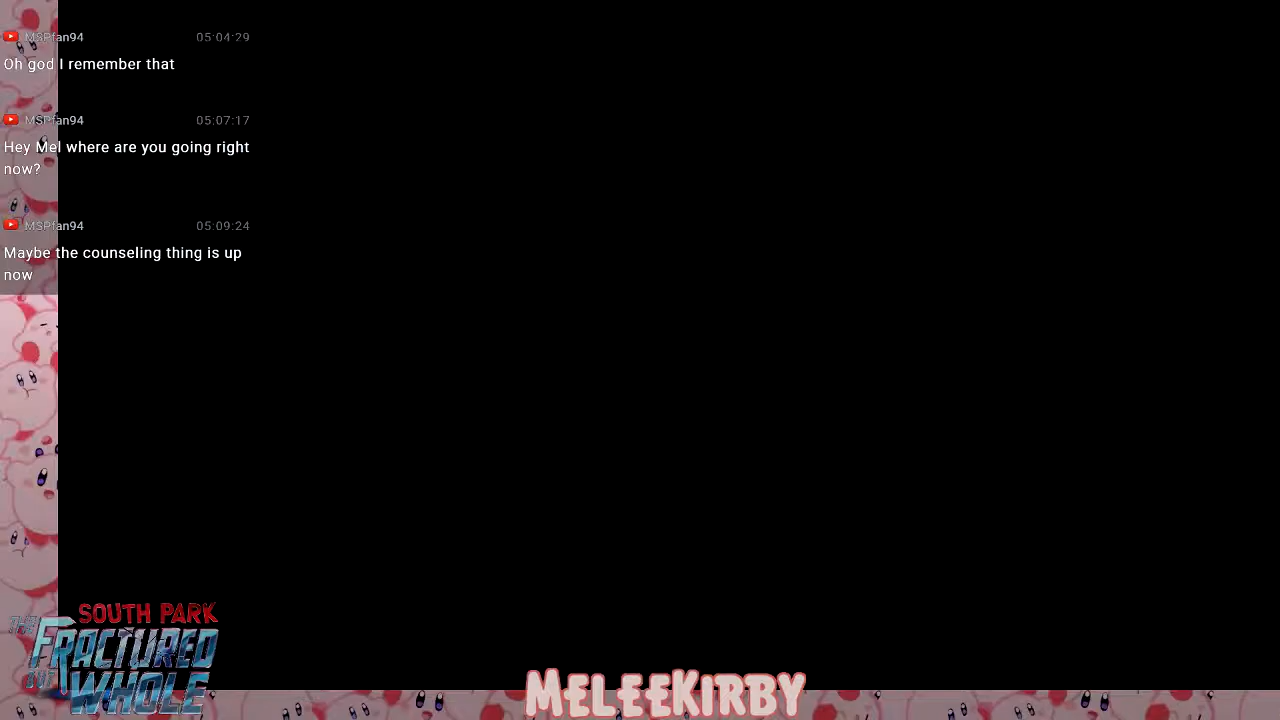 MSPfan94 05:04:29
Oh god I remember that
MSPfan94 05:07:17
Hey Mel where are you going right
now?
MSPfan94 05:09:24
Maybe the counseling thing is up
now
SOUTH PARK
THE
FRACTURED
BUT
WHOLE
MELEEKIRBY